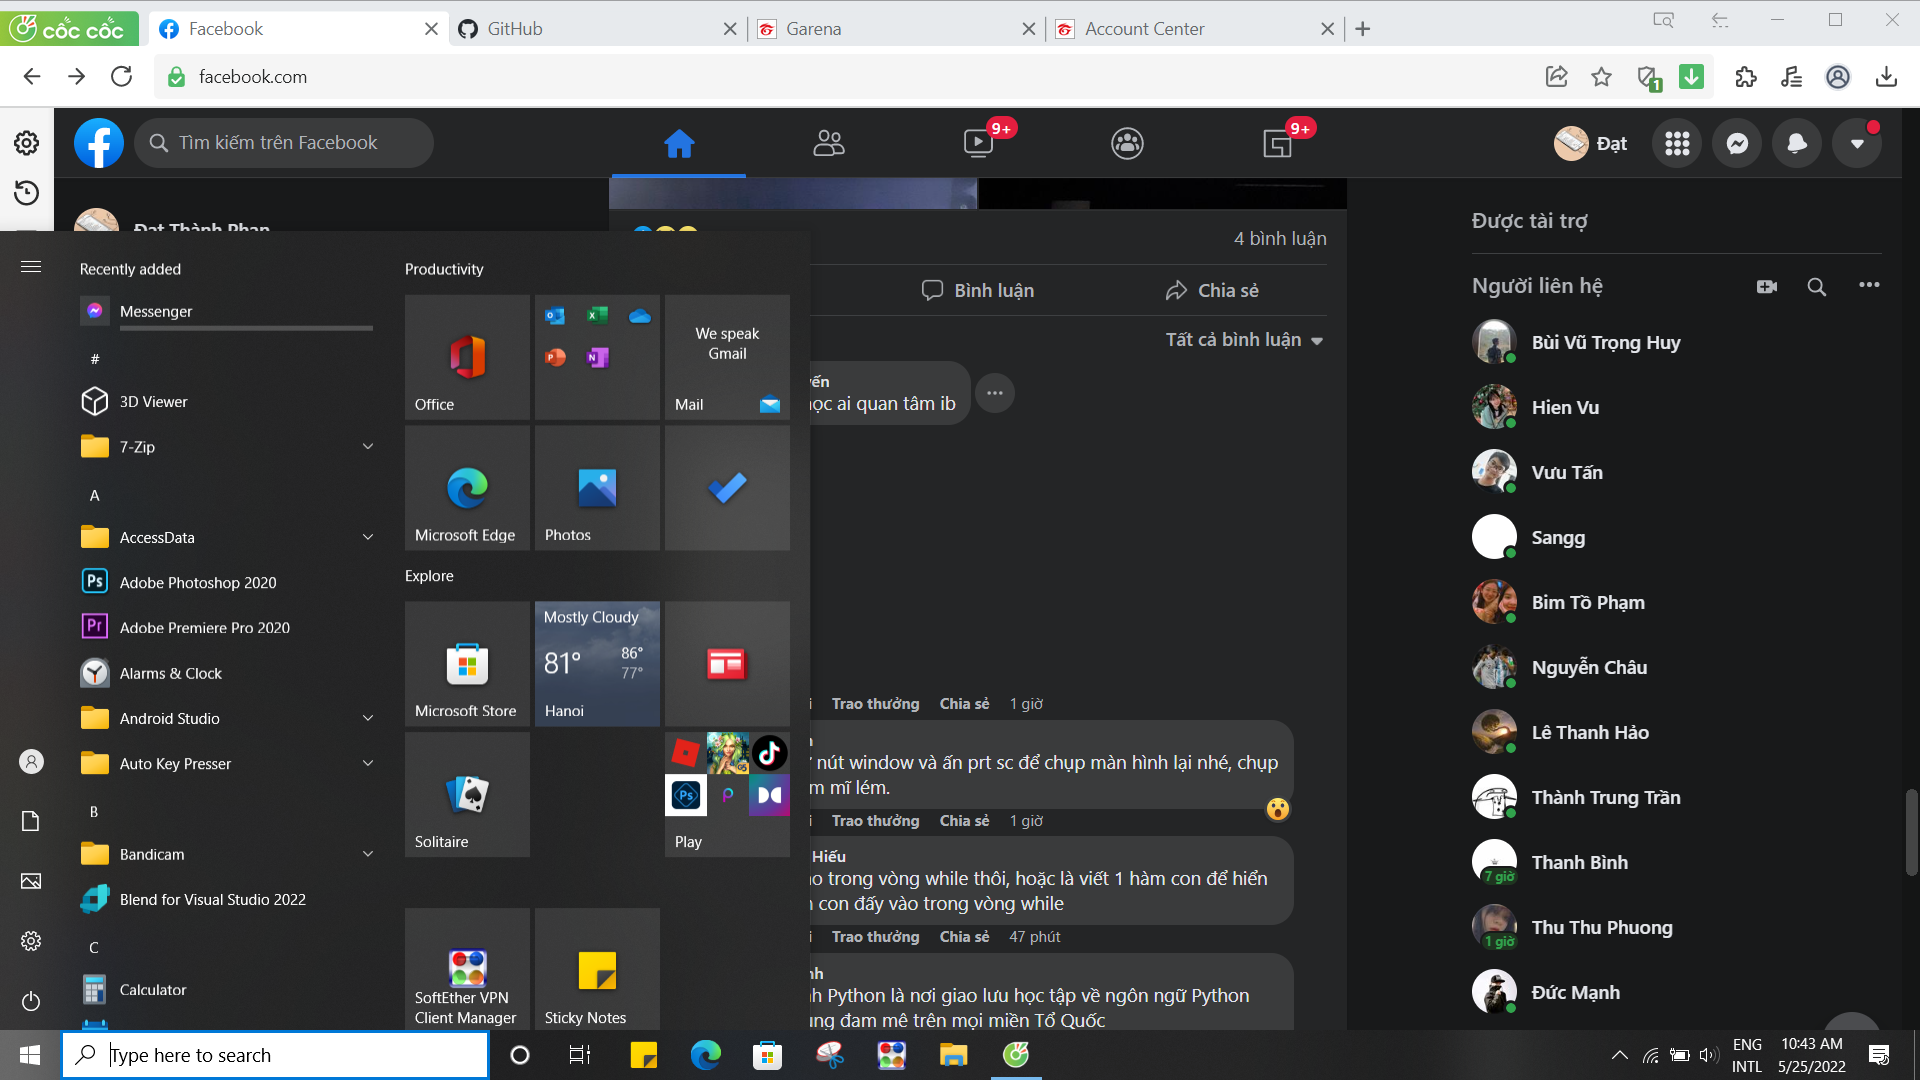 cốc cốc
Facebook
GitHub
Garena
Account Center
facebook.com
1
Tìm kiếm trên Facebook
9+
9+
Đạt
Đạt Thành Phan
4 bình luận
Bình luận
Chia sẻ
Tất cả bình luận
 học ai quan tâm ib
Trao thưởng
Chia sẻ
1 giờ
nút window và ấn prt sc để chụp màn hình lại nhé, chụp
mĩ lém.
Trao thưởng
Chia sẻ
1 giờ
Hiếu
trong vòng while thôi, hoặc là viết 1 hàm con để hiển
con đấy vào trong vòng while
Trao thưởng
Chia sẻ
47 phút
Python là nơi giao lưu học tập về ngôn ngữ Python
đam mê trên mọi miền Tổ Quốc
Được tài trợ
Người liên hệ
Bùi Vũ Trọng Huy
Hien Vu
Vưu Tấn
Sangg
Bim Tồ Phạm
Nguyễn Châu
Lê Thanh Hảo
Thành Trung Trần
Thanh Bình
7 giờ
Thu Thu Phuong
1 giờ
Đức Mạnh
Recently added
Messenger
#
3D Viewer
7-Zip
A
AccessData
Adobe Photoshop 2020
Adobe Premiere Pro 2020
Alarms & Clock
Android Studio
Auto Key Presser
B
Bandicam
Blend for Visual Studio 2022
C
Calculator
Productivity
Office
We speak
Gmail
Mail
Microsoft Edge
Photos
Explore
Microsoft Store
Mostly Cloudy
81°
86°
77°
Hanoi
Solitaire
Play
SoftEther VPN
Client Manager
Sticky Notes
Type here to search
ENG
INTL
10:43 AM
5/25/2022